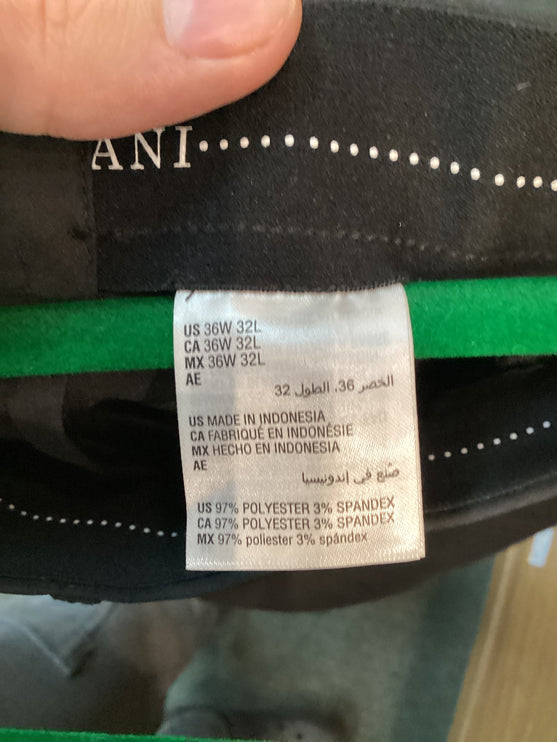 ANI
US 36W 32L
CA 36W 32L
MX 36W 32L
AE
الخصر 36، الطول 32
US MADE IN INDONESIA
CA FABRIQUÉ EN INDONÉSIE
MX HECHO EN INDONESIA
AE
صُنع في إندونيسيا
US 97% POLYESTER 3% SPANDEX
CA 97% POLYESTER 3% SPANDEX
MX 97% poliester 3% spándex